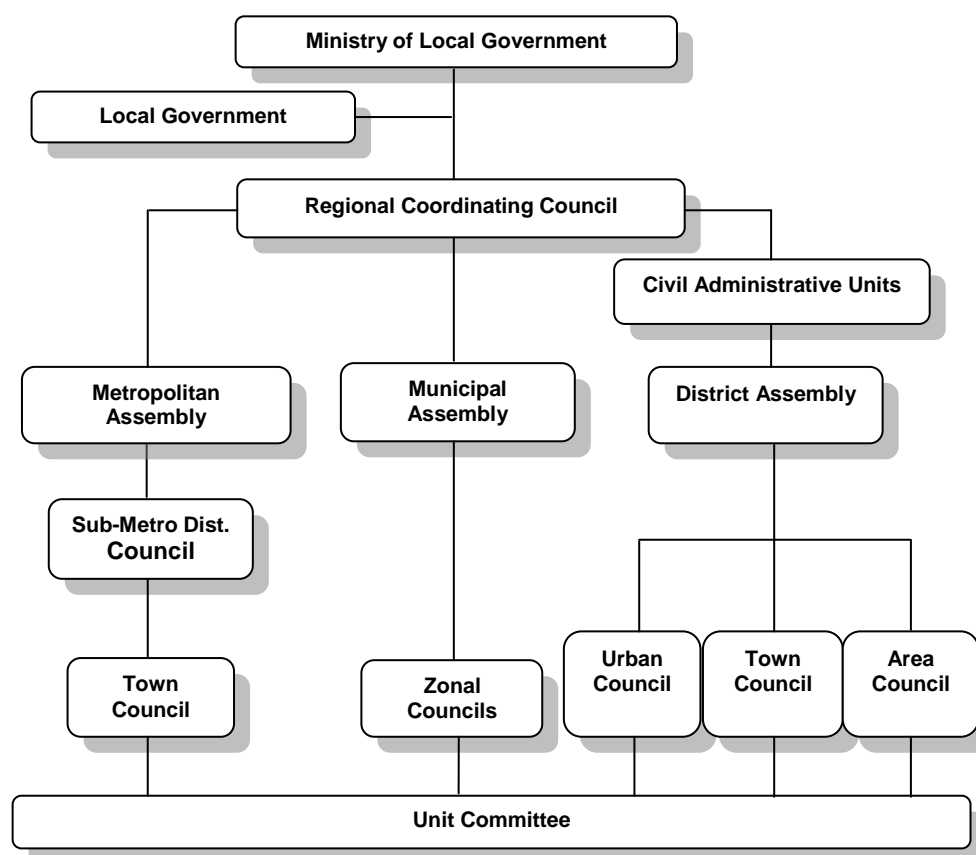 Ministry of Local Government
Local Government
Regional Coordinating Council
Civil Administrative Units
Metropolitan
Assembly
Municipal
Assembly
District Assembly
Sub-Metro Dist.
Council
Town
Council
Zonal
Councils
Urban
Council
Town
Council
Area
Council
Unit Committee